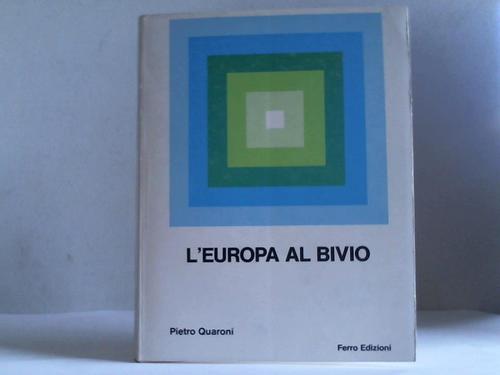 L'EUROPA AL BIVIO
Pietro Quaroni
Ferro Edizioni